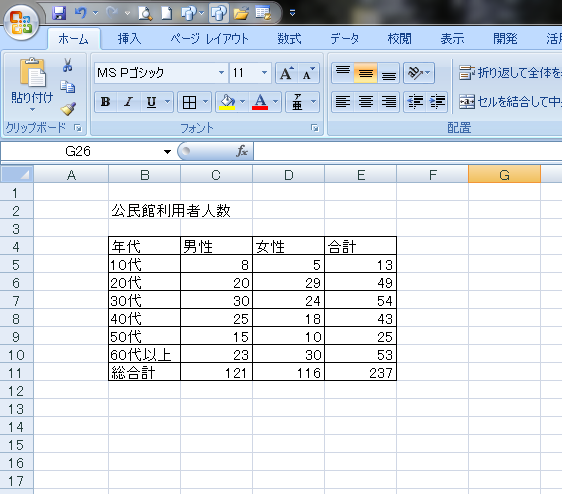 ホーム 挿入 ページ レイアウト 数式 データ 校閲 表示 開発 活用
MS Pゴシック 11 A A 折り返して全体を
貼り付け B I U A ア 亜 セルを結合して中央
クリップボード フォント 配置
G26 fx
A B C D E F G
1
2 公民館利用者人数
3
4 年代 男性 女性 合計
5 10代 8 5 13
6 20代 20 29 49
7 30代 30 24 54
8 40代 25 18 43
9 50代 15 10 25
10 60代以上 23 30 53
11 総合計 121 116 237
12
13
14
15
16
17